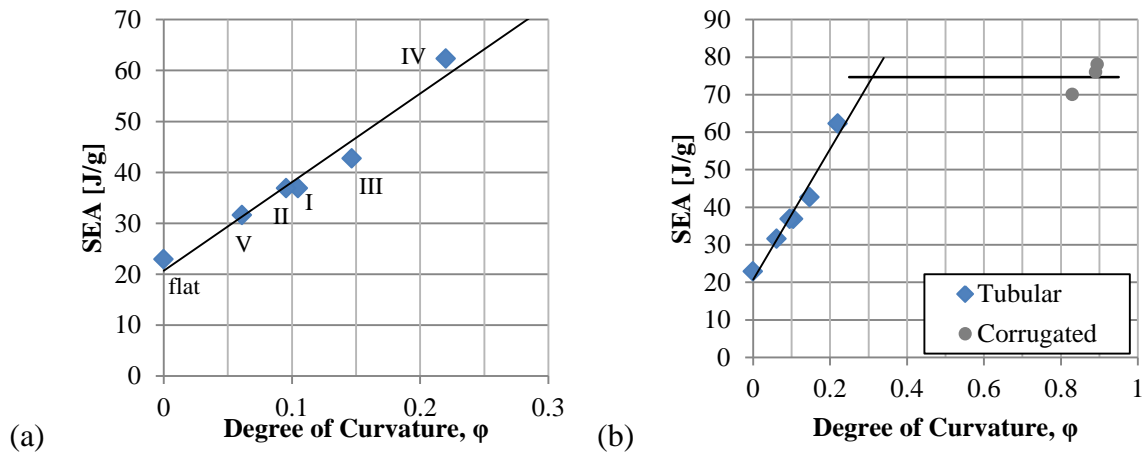 70
60
50
40
30
20
10
0
SEA [J/g]
IV
III
I
II
V
flat
0 0.1 0.2 0.3
Degree of Curvature, φ
(a)
90
80
70
60
50
40
30
20
10
0
SEA [J/g]
Tubular
Corrugated
0 0.2 0.4 0.6 0.8 1
Degree of Curvature, φ
(b)